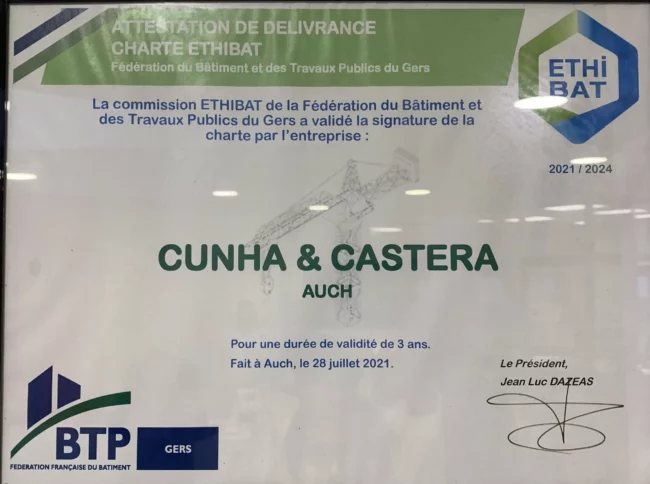 ATTESTATION DE DELIVRANCE
CHARTE ETHIBAT
Fédération du Bâtiment et des Travaux Publics du Gers
ETHi
BAT
La commission ETHIBAT de la Fédération du Bâtiment et
des Travaux Publics du Gers a validé la signature de la
charte par l'entreprise :
2021 / 2024
CUNHA & CASTERA
AUCH
Pour une durée de validité de 3 ans.
Fait à Auch, le 28 juillet 2021.
Le Président,
Jean Luc DAZEAS
BTP
GERS
FEDERATION FRANÇAISE DU BATIMENT